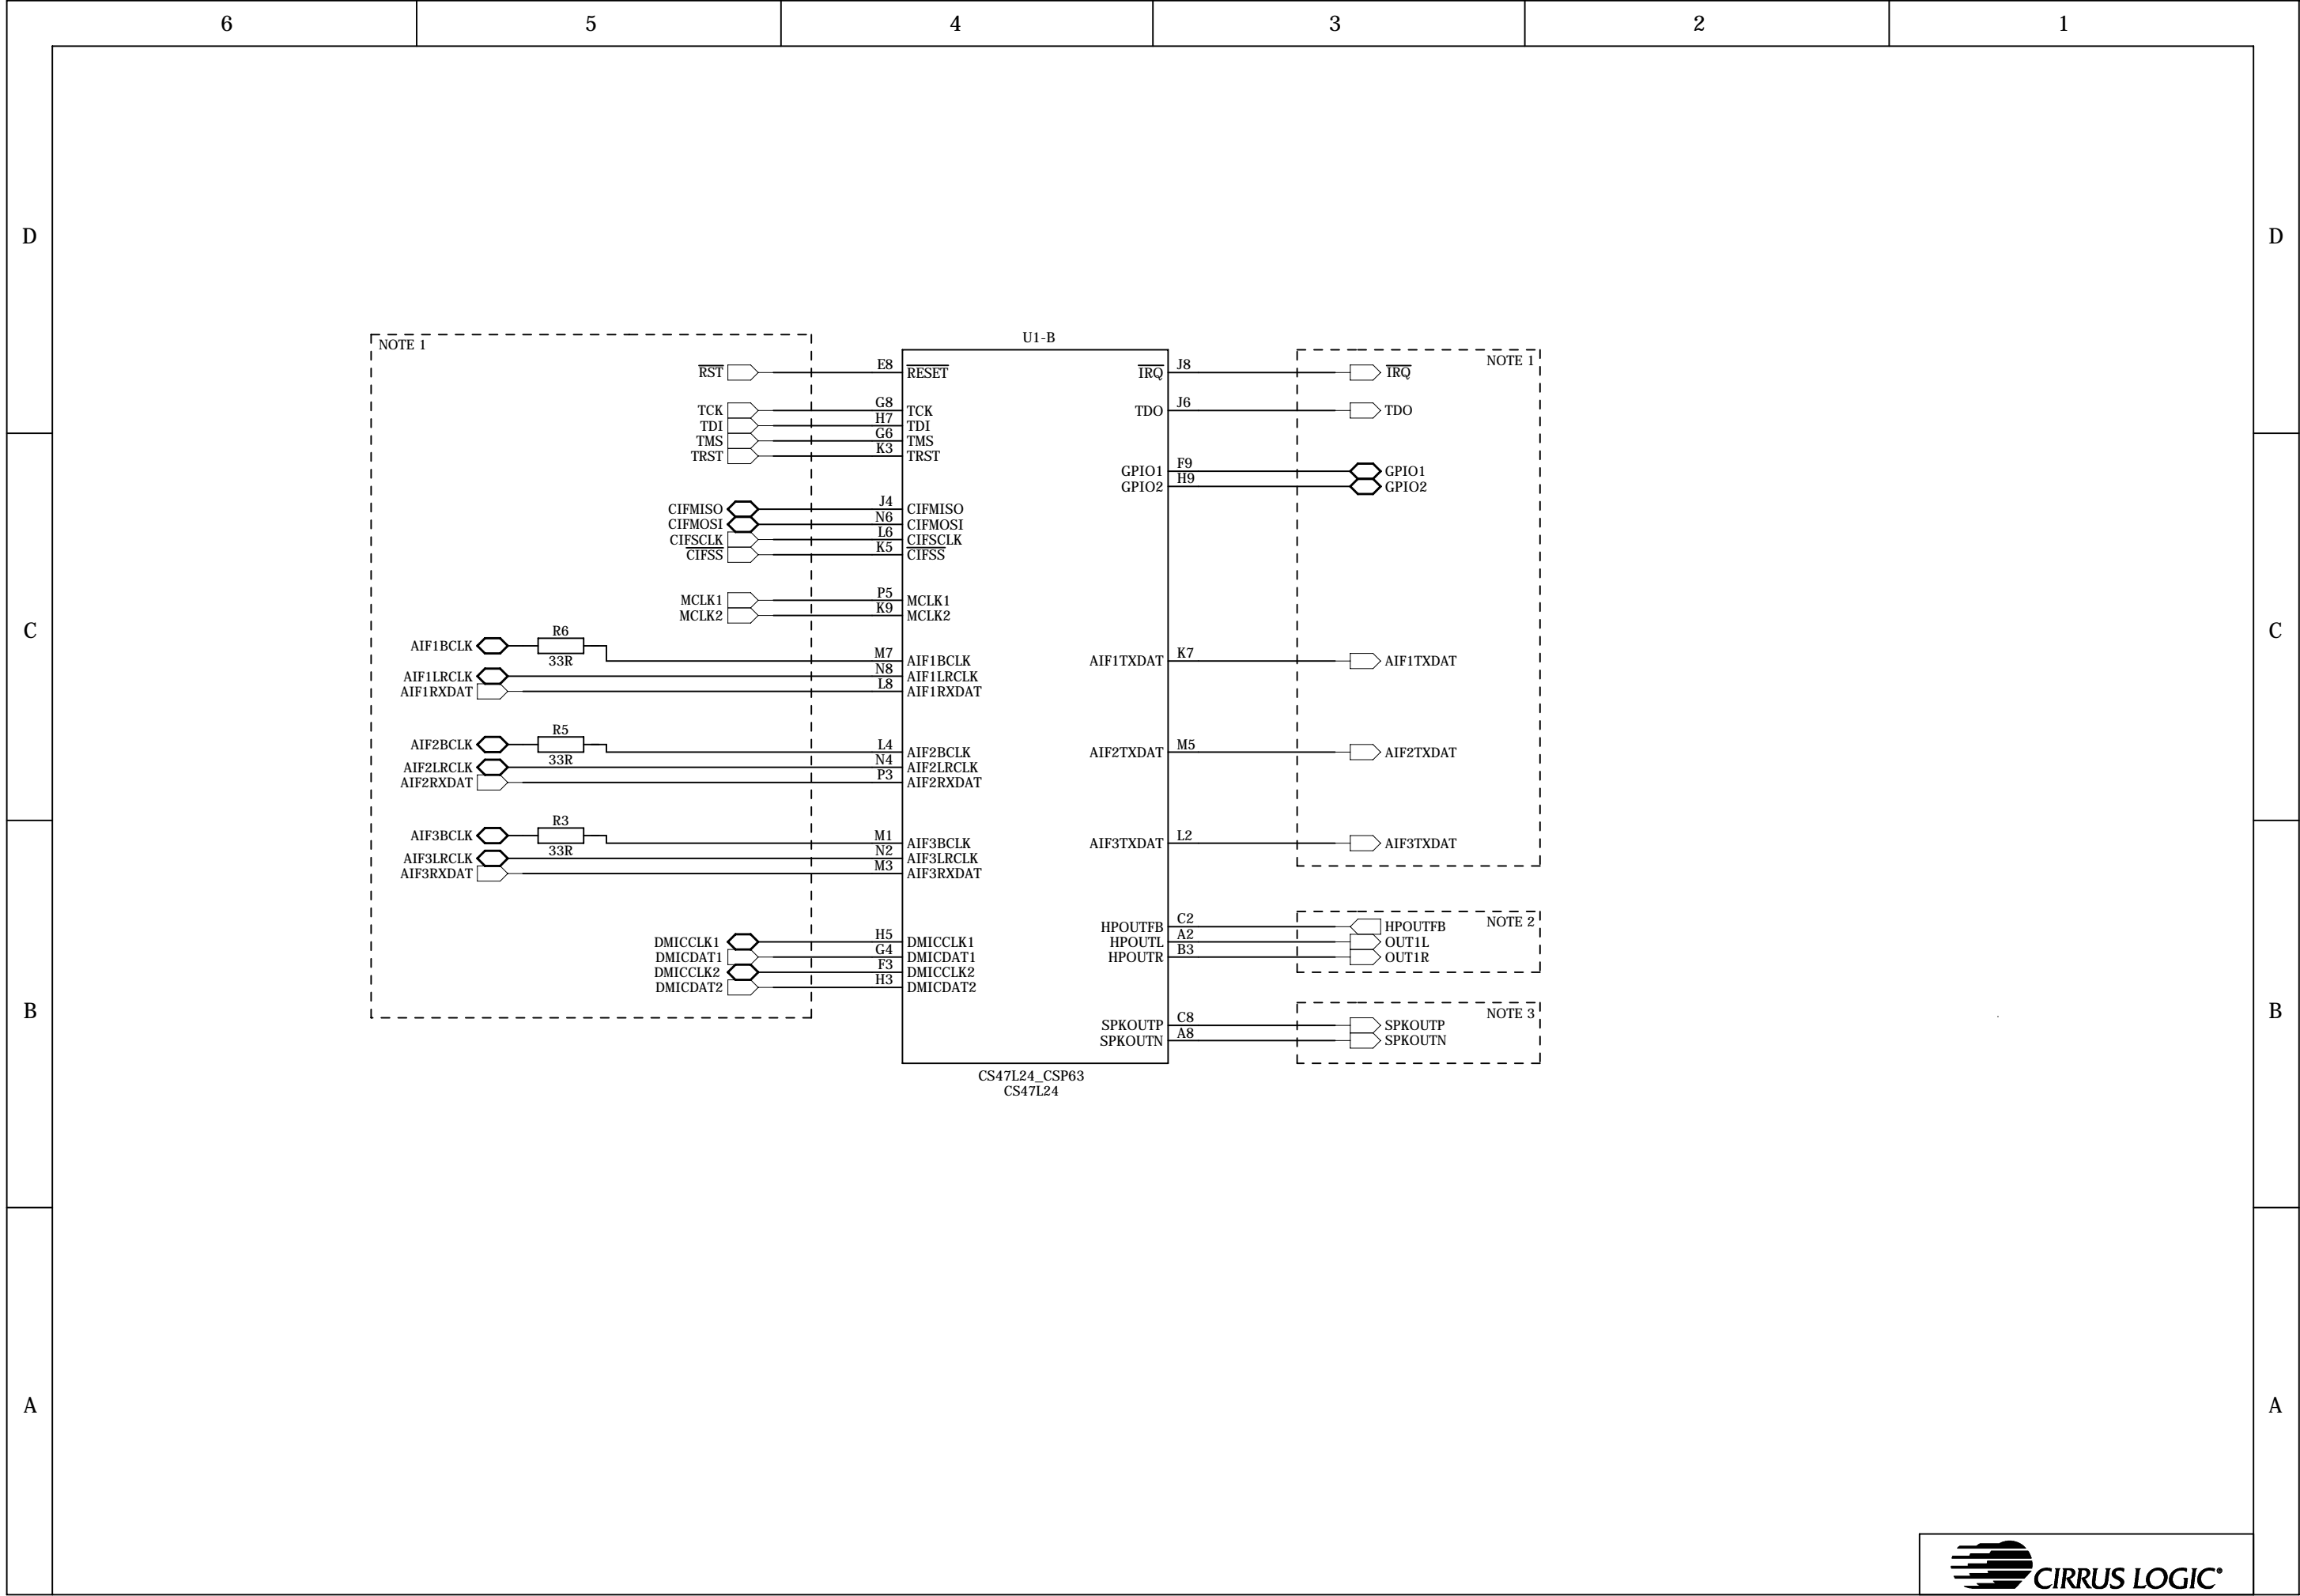 6 5 4 3 2 1
U1-B
NOTE 1
NOTE 1
RST E8 RESET IRQ J8 IRQ
TCK G8 TCK TDO J6 TDO
TDI H7 TDI
TMS G6 TMS
TRST K3 TRST
D D
GPIO1 F9 GPIO1
GPIO2 H9 GPIO2
CIFMISO J4 CIFMISO
CIFMOSI N6 CIFMOSI
CIFSCLK L6 CIFSCLK
CIFSS K5 CIFSS
MCLK1 P5 MCLK1
MCLK2 K9 MCLK2
C C
R6
AIF1BCLK 33R M7 AIF1BCLK AIF1TXDAT K7 AIF1TXDAT
AIF1LRCLK N8 AIF1LRCLK
AIF1RXDAT L8 AIF1RXDAT
R5
AIF2BCLK 33R L4 AIF2BCLK AIF2TXDAT M5 AIF2TXDAT
AIF2LRCLK N4 AIF2LRCLK
AIF2RXDAT P3 AIF2RXDAT
R3
AIF3BCLK 33R M1 AIF3BCLK AIF3TXDAT L2 AIF3TXDAT
AIF3LRCLK N2 AIF3LRCLK
AIF3RXDAT M3 AIF3RXDAT
NOTE 2
HPOUTFB C2 HPOUTFB
DMICCLK1 H5 DMICCLK1 HPOUTL A2 OUT1L
DMICDAT1 G4 DMICDAT1 HPOUTR B3 OUT1R
DMICCLK2 F3 DMICCLK2
DMICDAT2 H3 DMICDAT2
B B
NOTE 3
SPKOUTP C8 SPKOUTP
SPKOUTN A8 SPKOUTN
CS47L24_CSP63
CS47L24
A A
CIRRUS LOGIC®